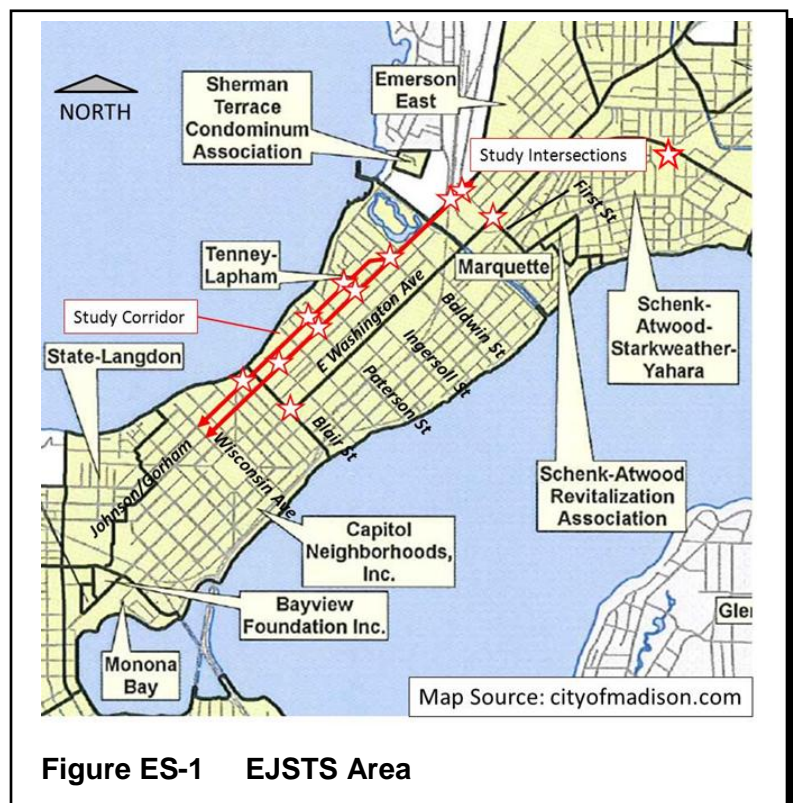 NORTH
Sherman
Terrace
Condominum
Association
Emerson
East
Study Intersections
First St
Tenney-
Lapham
Marquette
E Washington Ave
Baldwin St
Ingersoll St
Paterson St
Blair St
Study Corridor
State-Langdon
Schenk-
Atwood-
Starkweather-
Yahara
Johnson/Gorham
Wisconsin Ave
Schenk-Atwood
Revitalization
Association
Capitol
Neighborhoods,
Inc.
Bayview
Foundation Inc.
Monona
Bay
Gler
Map Source: cityofmadison.com
Figure ES-1 EJSTS Area